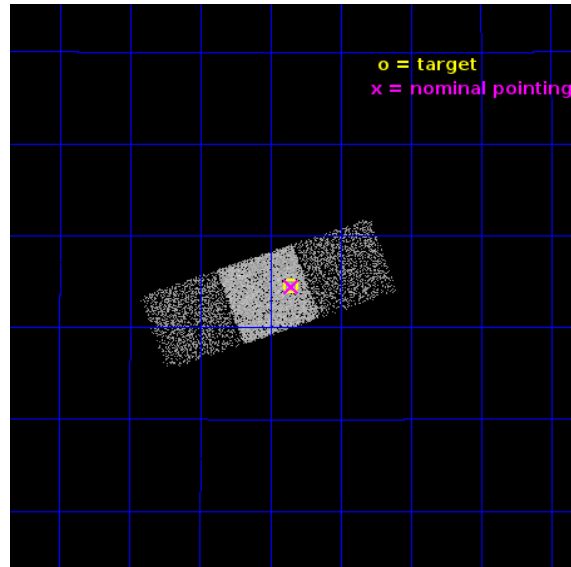 o = target
x = nominal pointing